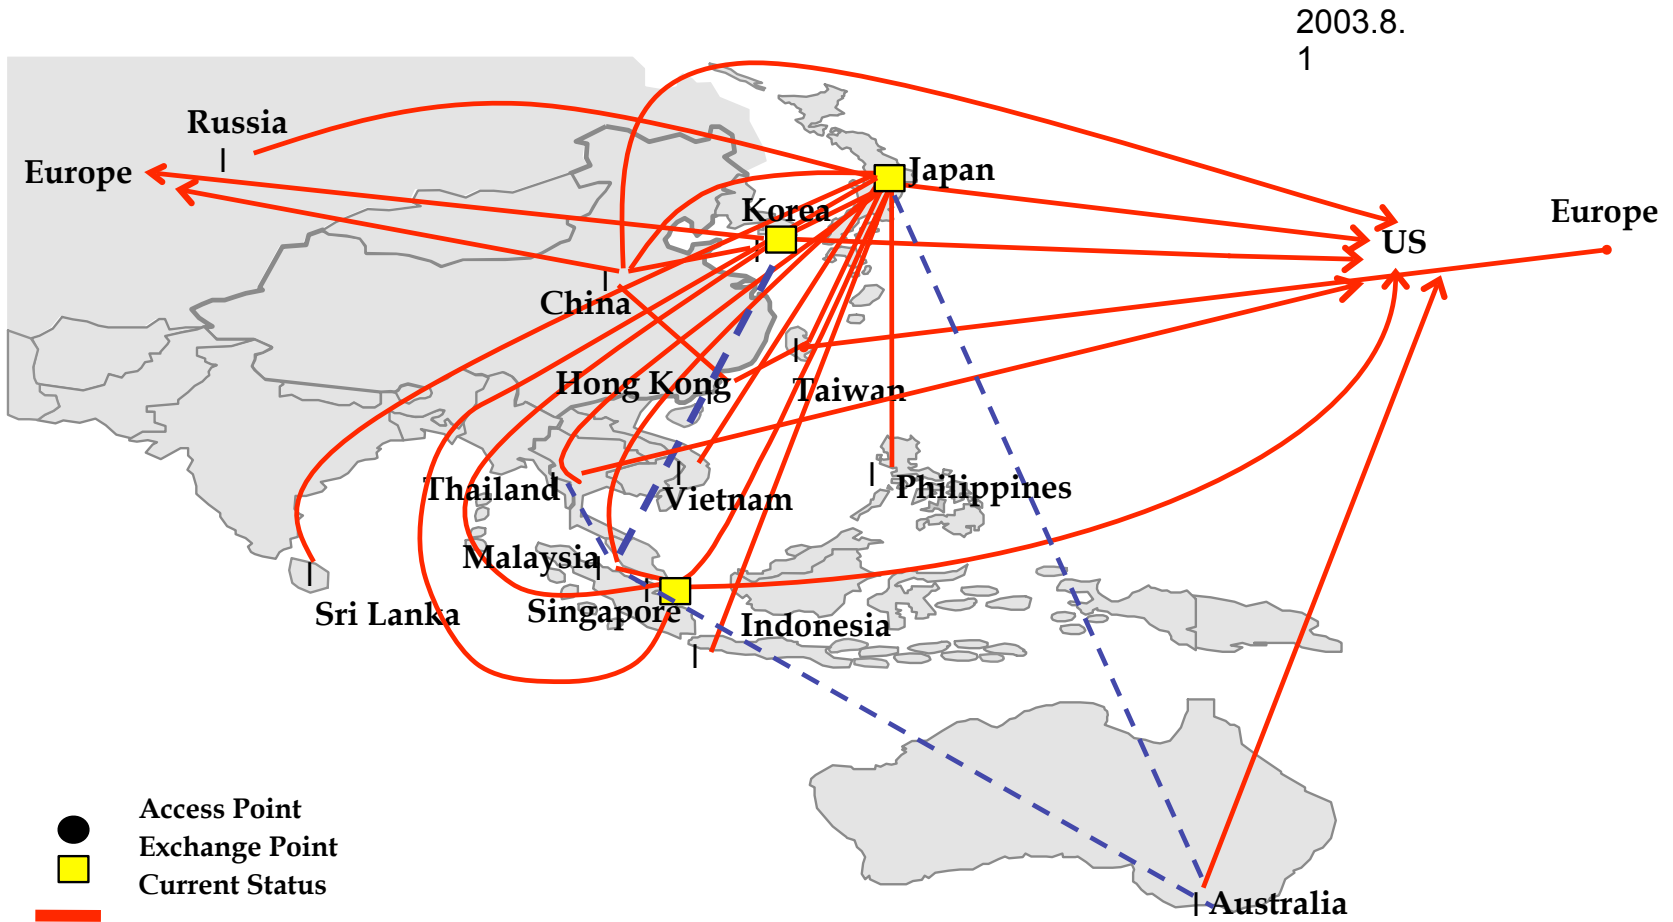 2003.8.
1
Russia
Europe
Japan
Korea
Europe
US
China
Hong Kong
Taiwan
Thailand
Vietnam
Philippines
Malaysia
Singapore
Sri Lanka
Indonesia
Access Point
Exchange Point
Current Status
Australia